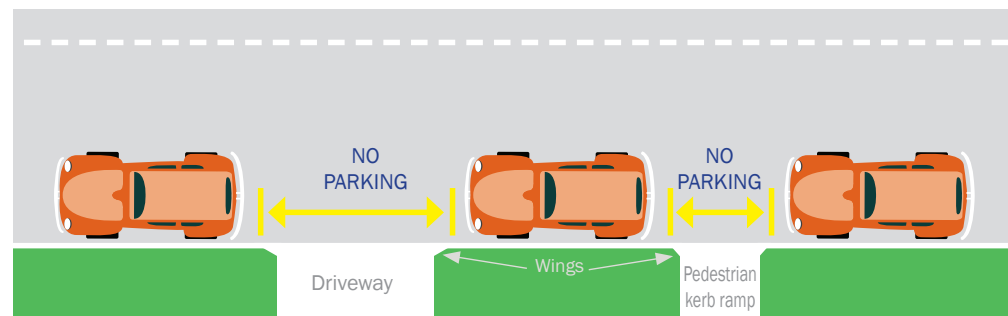 NO
PARKING
NO
PARKING
Wings
Driveway
Pedestrian
kerb ramp